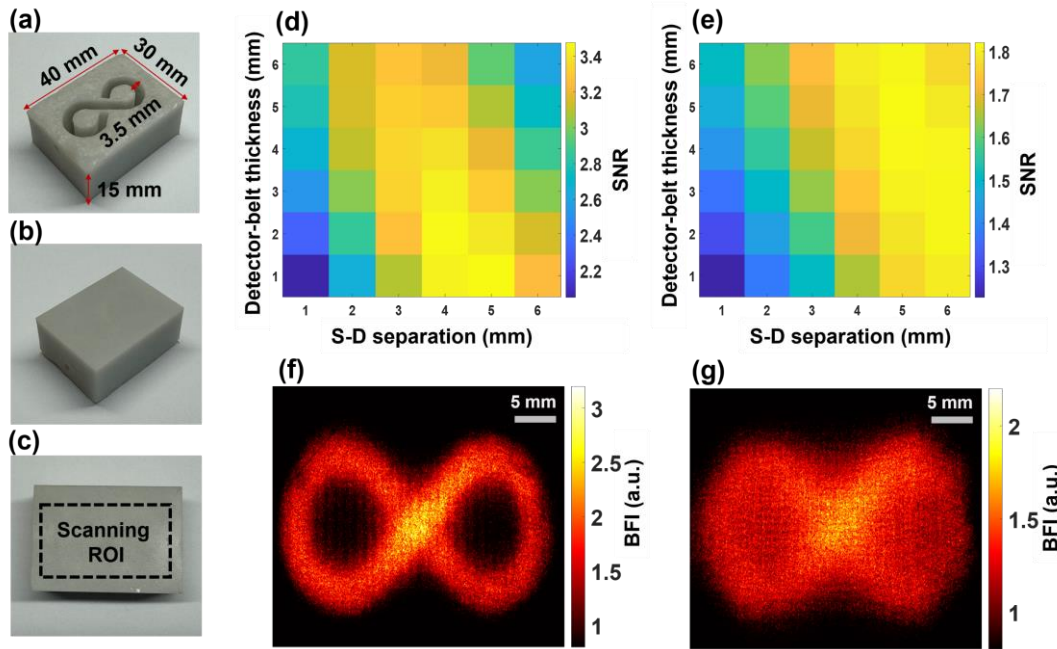 (a)
40 mm
30 mm
3.5 mm
15 mm
(b)
(c)
Scanning
ROI
(d)
Detector-belt thickness (mm)
6
5
4
3
2
1
1 2 3 4 5 6
S-D separation (mm)
3.4
3.2
3
2.8
2.6
2.4
2.2
SNR
(e)
Detector-belt thickness (mm)
6
5
4
3
2
1
1 2 3 4 5 6
S-D separation (mm)
1.8
1.7
1.6
1.5
1.4
1.3
SNR
(f)
5 mm
3
2.5
2
1.5
1
BFI (a.u.)
(g)
5 mm
2
1.5
1
BFI (a.u.)